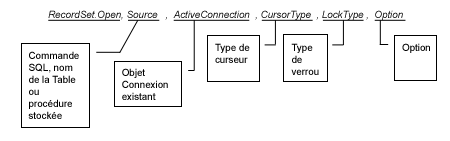 RecordSet.Open, Source , ActiveConnection , CursorType , LockType , Option
Commande
SQL, nom
de la Table
ou
procédure
stockée
Objet
Connexion
existant
Type de
curseur
Type
de
verrou
Option